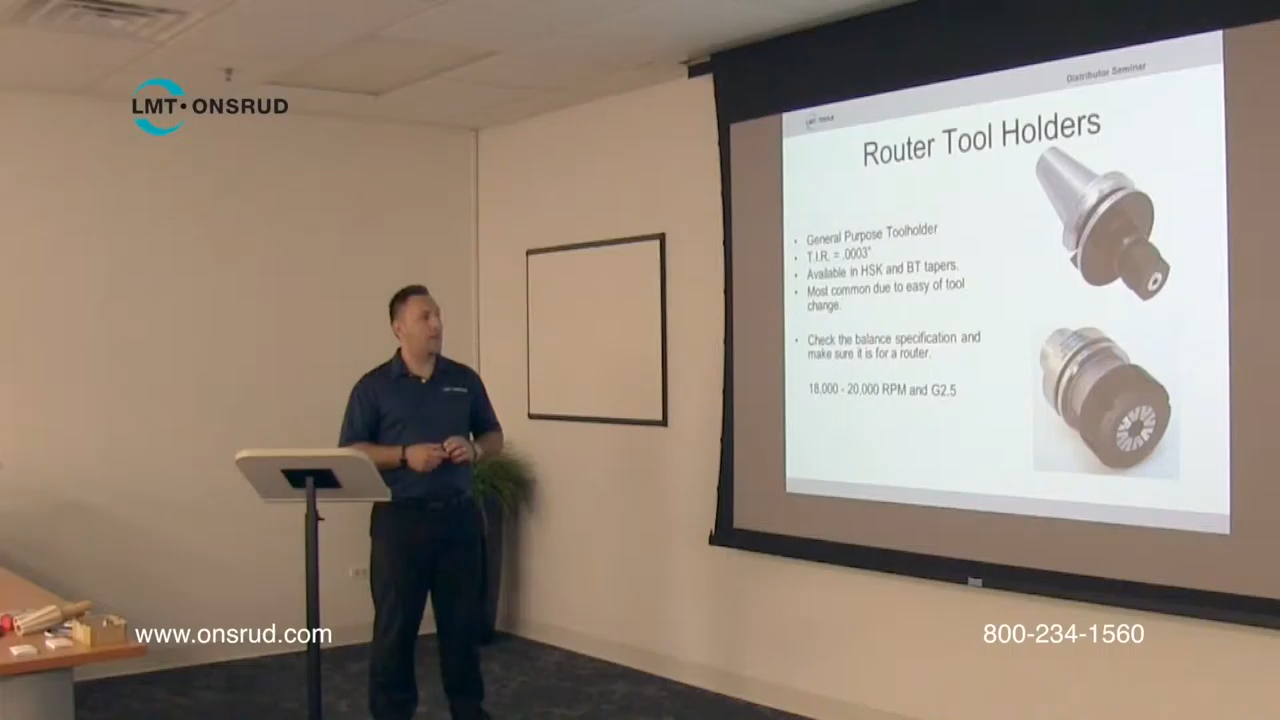 LMT • ONSRUD
Distributor Seminar
Router Tool Holders
• General Purpose Toolholder
• T.I.R. = .0003"
• Available in HSK and BT tapers.
• Most common due to easy of tool
change.
• Check the balance specification and
make sure it is for a router.
18,000 - 20,000 RPM and G2.5
www.onsrud.com
800-234-1560